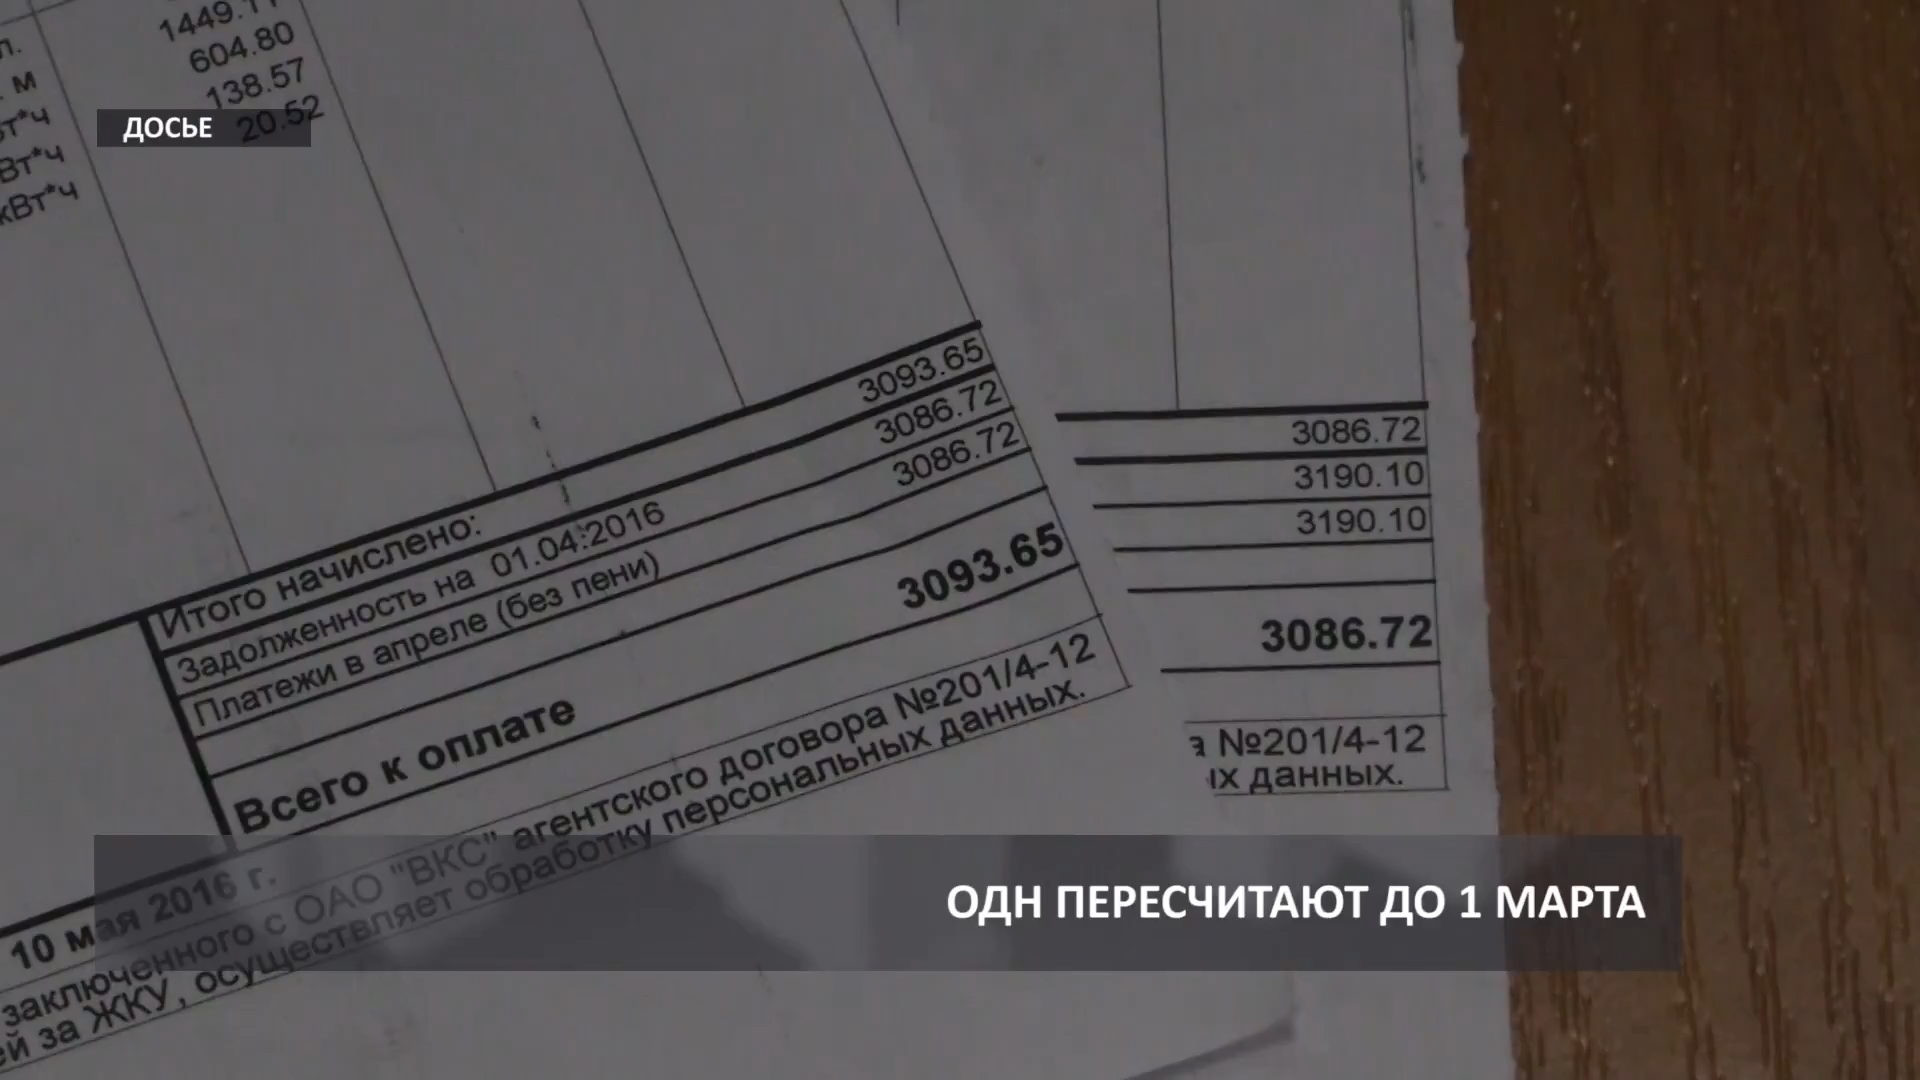 л.
м
кВт*ч
1449.11
604.80
138.57
20.52
ДОСЬЕ
Итого начислено: 3093.65
Задолженность на 01.04.2016 3086.72
Платежи в апреле (без пени) 3086.72
Всего к оплате 3093.65
10 мая 2016 г.
заключенного с ОАО "ВКС" агентского договора №201/4-12
за ЖКУ, осуществляет обработку персональных данных.
3086.72
3190.10
3190.10
3086.72
№201/4-12
данных.
ОДН ПЕРЕСЧИТАЮТ ДО 1 МАРТА